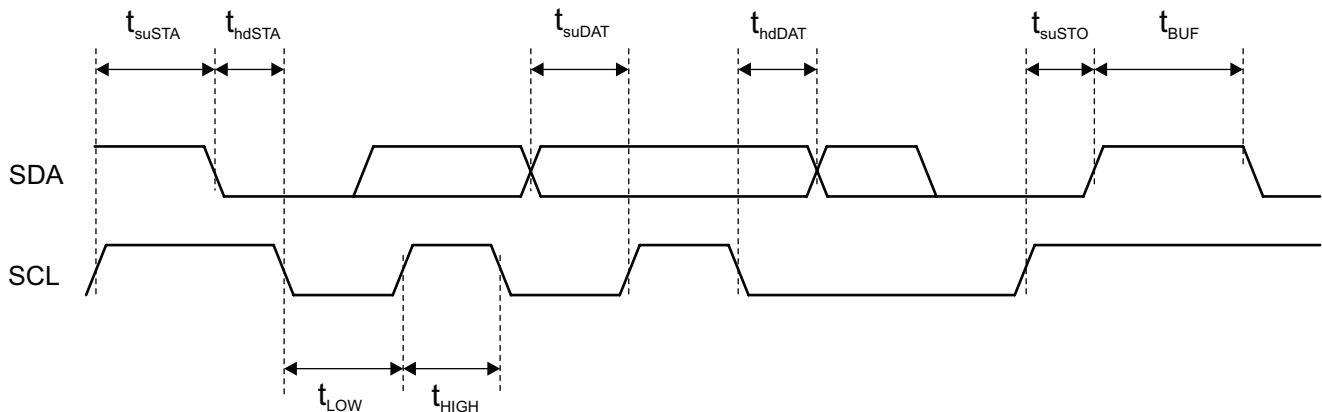 tsuSTA thdSTA tsuDAT thdDAT tsuSTO tBUF
SDA
SCL
tLOW tHIGH